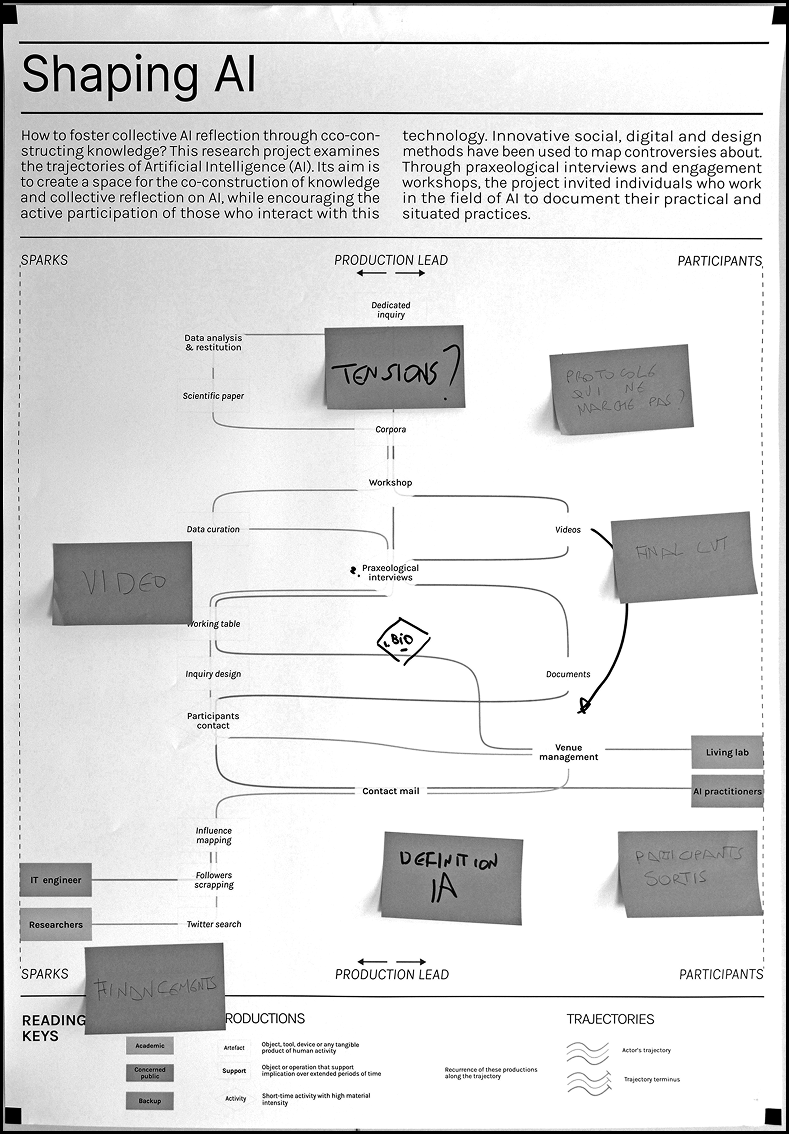 Shaping AI
How to foster collective AI reflection through cco-con-
structing knowledge? This research project examines
the trajectories of Artificial Intelligence (AI). Its aim is
to create a space for the co-construction of knowledge
and collective reflection on AI, while encouraging the
active participation of those who interact with this
technology. Innovative social, digital and design
methods have been used to map controversies about.
Through praxeological interviews and engagement
workshops, the project invited individuals who work
in the field of AI to document their practical and
situated practices.
SPARKS
PRODUCTION LEAD
PARTICIPANTS
Dedicated
inquiry
Data analysis
& restitution
TENSIONS?
PROTOCOLE
QUI NE
MARCHE PAS?
Scientific paper
Corpora
Workshop
Data curation
Videos
FINAL CUT
VIDEO
Praxeological
interviews
Working table
BiO
Inquiry design
Documents
Participants
contact
Venue
management
Living lab
Contact mail
AI practitioners
Influence
mapping
DEFINITION
IA
PARTICIPANTS
SORTIS
IT engineer
Followers
scrapping
Researchers
Twitter search
FINANCEMENTS
SPARKS
PRODUCTION LEAD
PARTICIPANTS
READING
KEYS
RODUCTIONS
TRAJECTORIES
Academic
Artefact
Object, tool, device or any tangible
product of human activity
Actor's trajectory
Concerned
public
Support
Object or operation that support
implication over extended periods of time
Recurrence of these productions
along the trajectory
Trajectory terminus
Backup
Activity
Short-time activity with high material
intensity